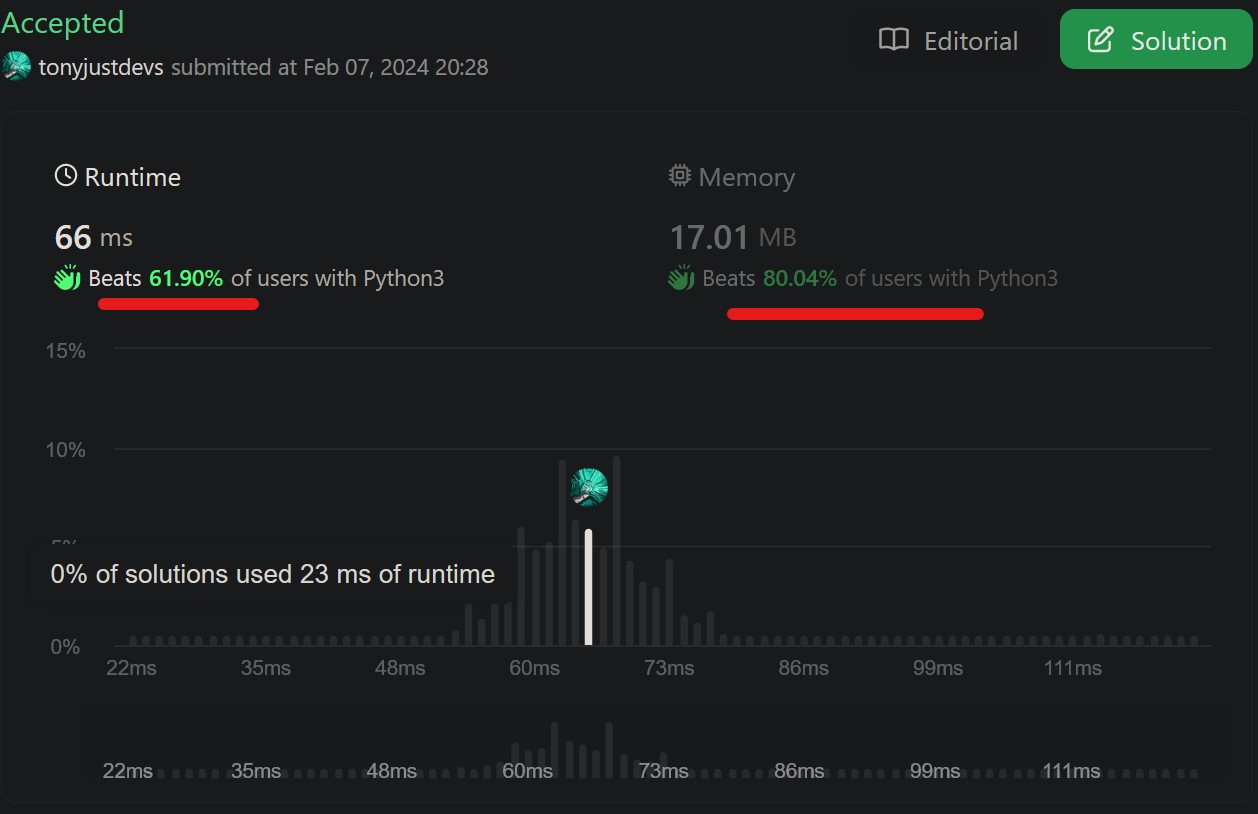 Accepted
Editorial
Solution
tonyjustdevs submitted at Feb 07, 2024 20:28
Runtime
Memory
66 ms
17.01 MB
Beats 61.90% of users with Python3
Beats 80.04% of users with Python3
15%
10%
5%
0% of solutions used 23 ms of runtime
0%
22ms 35ms 48ms 60ms 73ms 86ms 99ms 111ms
22ms 35ms 48ms 60ms 73ms 86ms 99ms 111ms